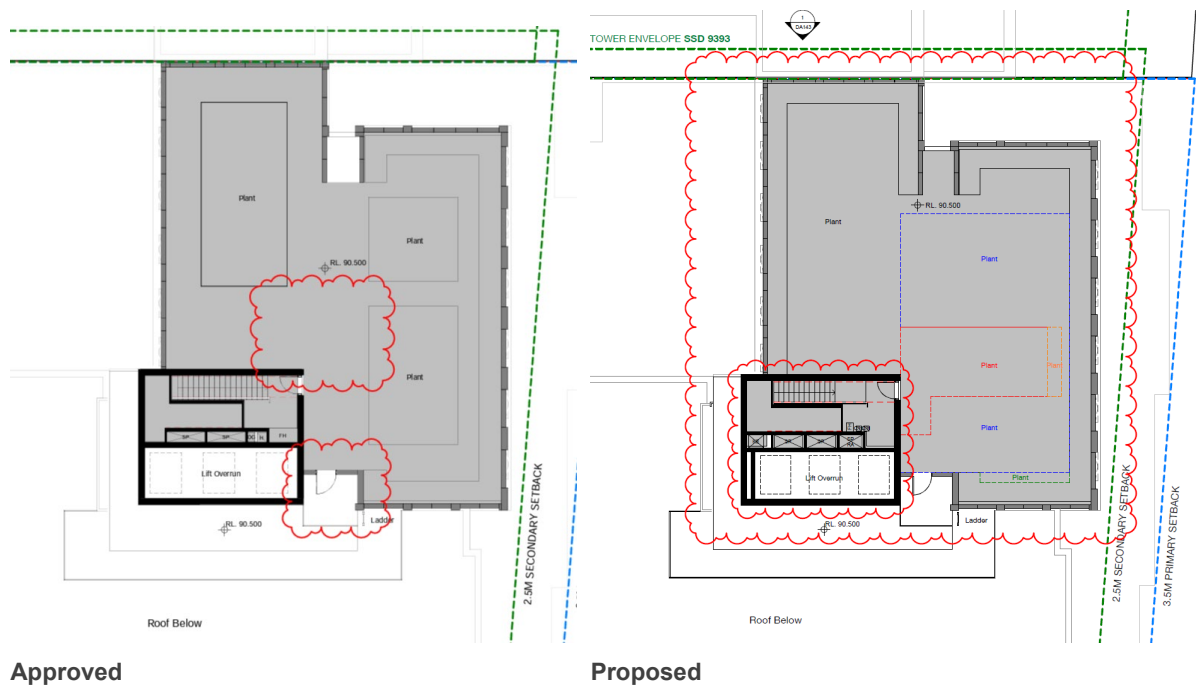 Plant
Plant
RL. 90.500
Plant
SP
SP
FH
Lift Overrun
RL. 90.500
Ladder
2.5M SECONDARY SETBACK
Roof Below
Approved
1
DA143
TOWER ENVELOPE SSD 9393
RL. 90.500
Plant
Plant
Plant
Plant
Plant
Lift Overrun
Plant
RL. 90.500
Ladder
2.5M SECONDARY SETBACK
3.5M PRIMARY SETBACK
Roof Below
Proposed